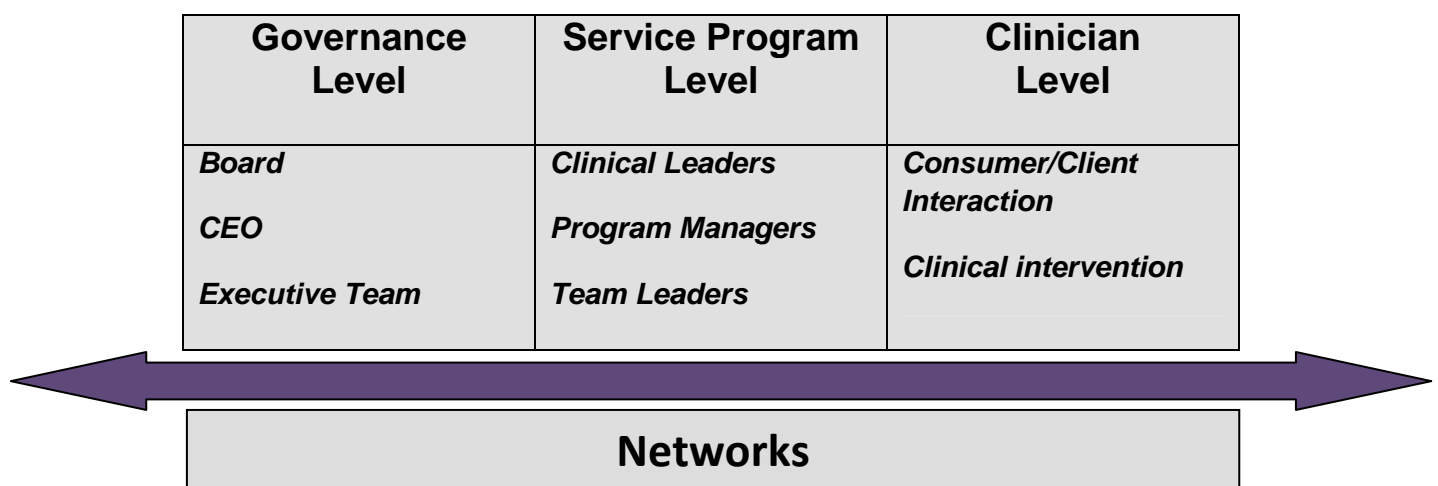 Governance
Level
Service Program
Level
Clinician
Level
Board
CEO
Executive Team
Clinical Leaders
Program Managers
Team Leaders
Consumer/Client
Interaction
Clinical intervention
Networks